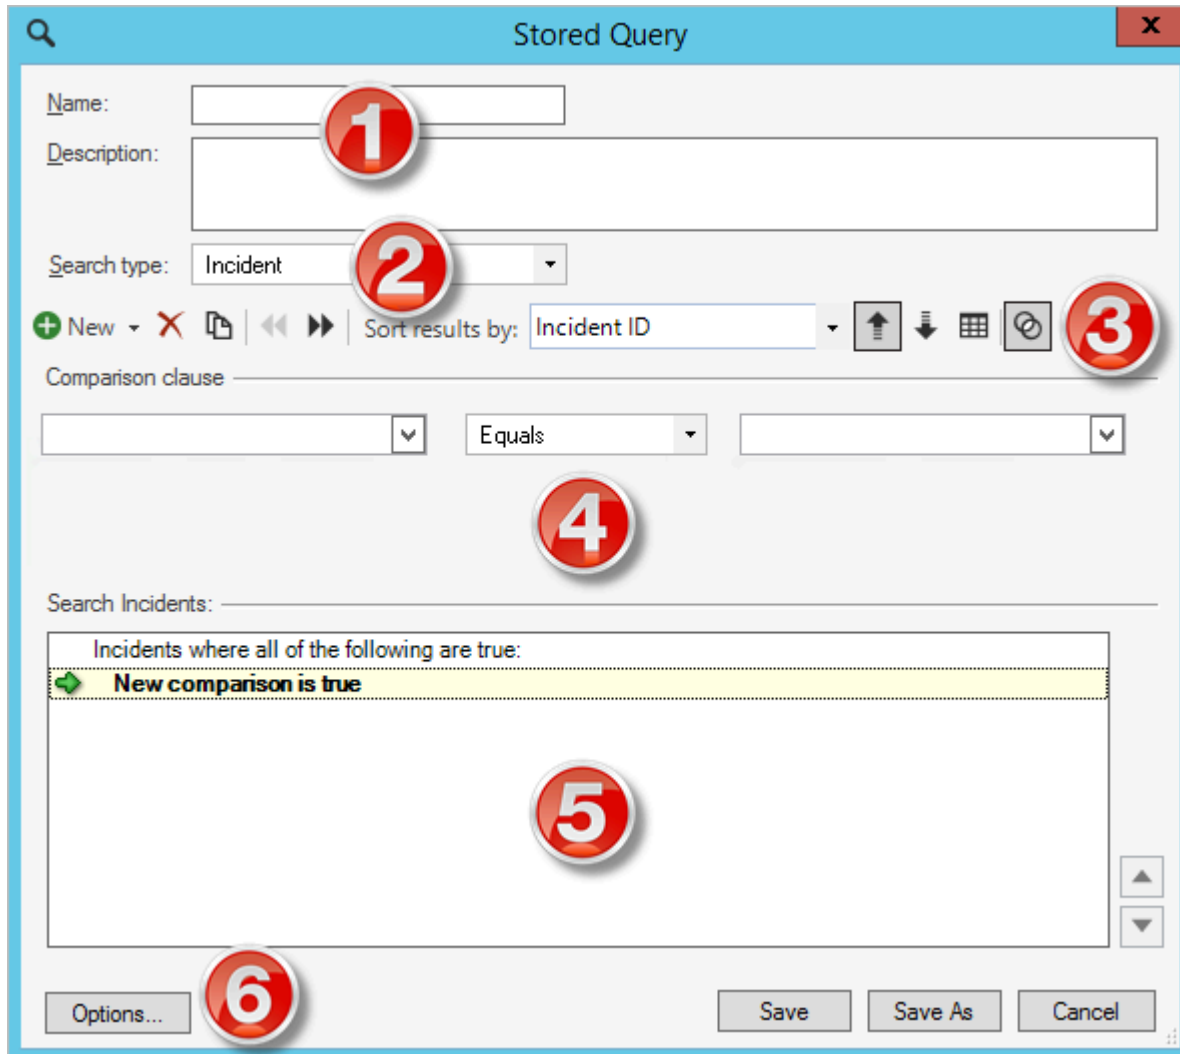 Stored Query
x
Name:
1
Description:
2
Search type: Incident
New Sort results by: Incident ID
3
Comparison clause
Equals
4
Search Incidents:
Incidents where all of the following are true:
New comparison is true
5
6
Options... Save Save As Cancel